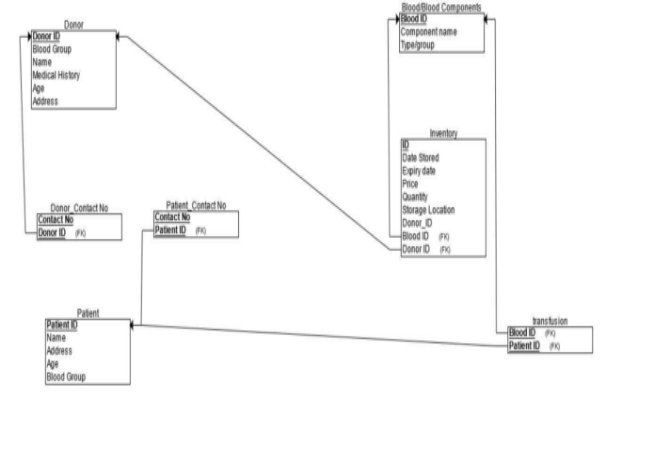 Donor
Donor ID
Blood Group
Name
Medical History
Age
Address
Blood/Blood Components
Blood ID
Component name
Type/group
Inventory
ID
Date Stored
Expiry date
Price
Quantity
Storage Location
Donor_ID
Blood ID (FK)
Donor ID (FK)
Donor_Contact No
Contact No
Donor ID (FK)
Patient_Contact No
Contact No
Patient ID (FK)
Patient
Patient ID
Name
Address
Age
Blood Group
transfusion
Blood ID (FK)
Patient ID (FK)